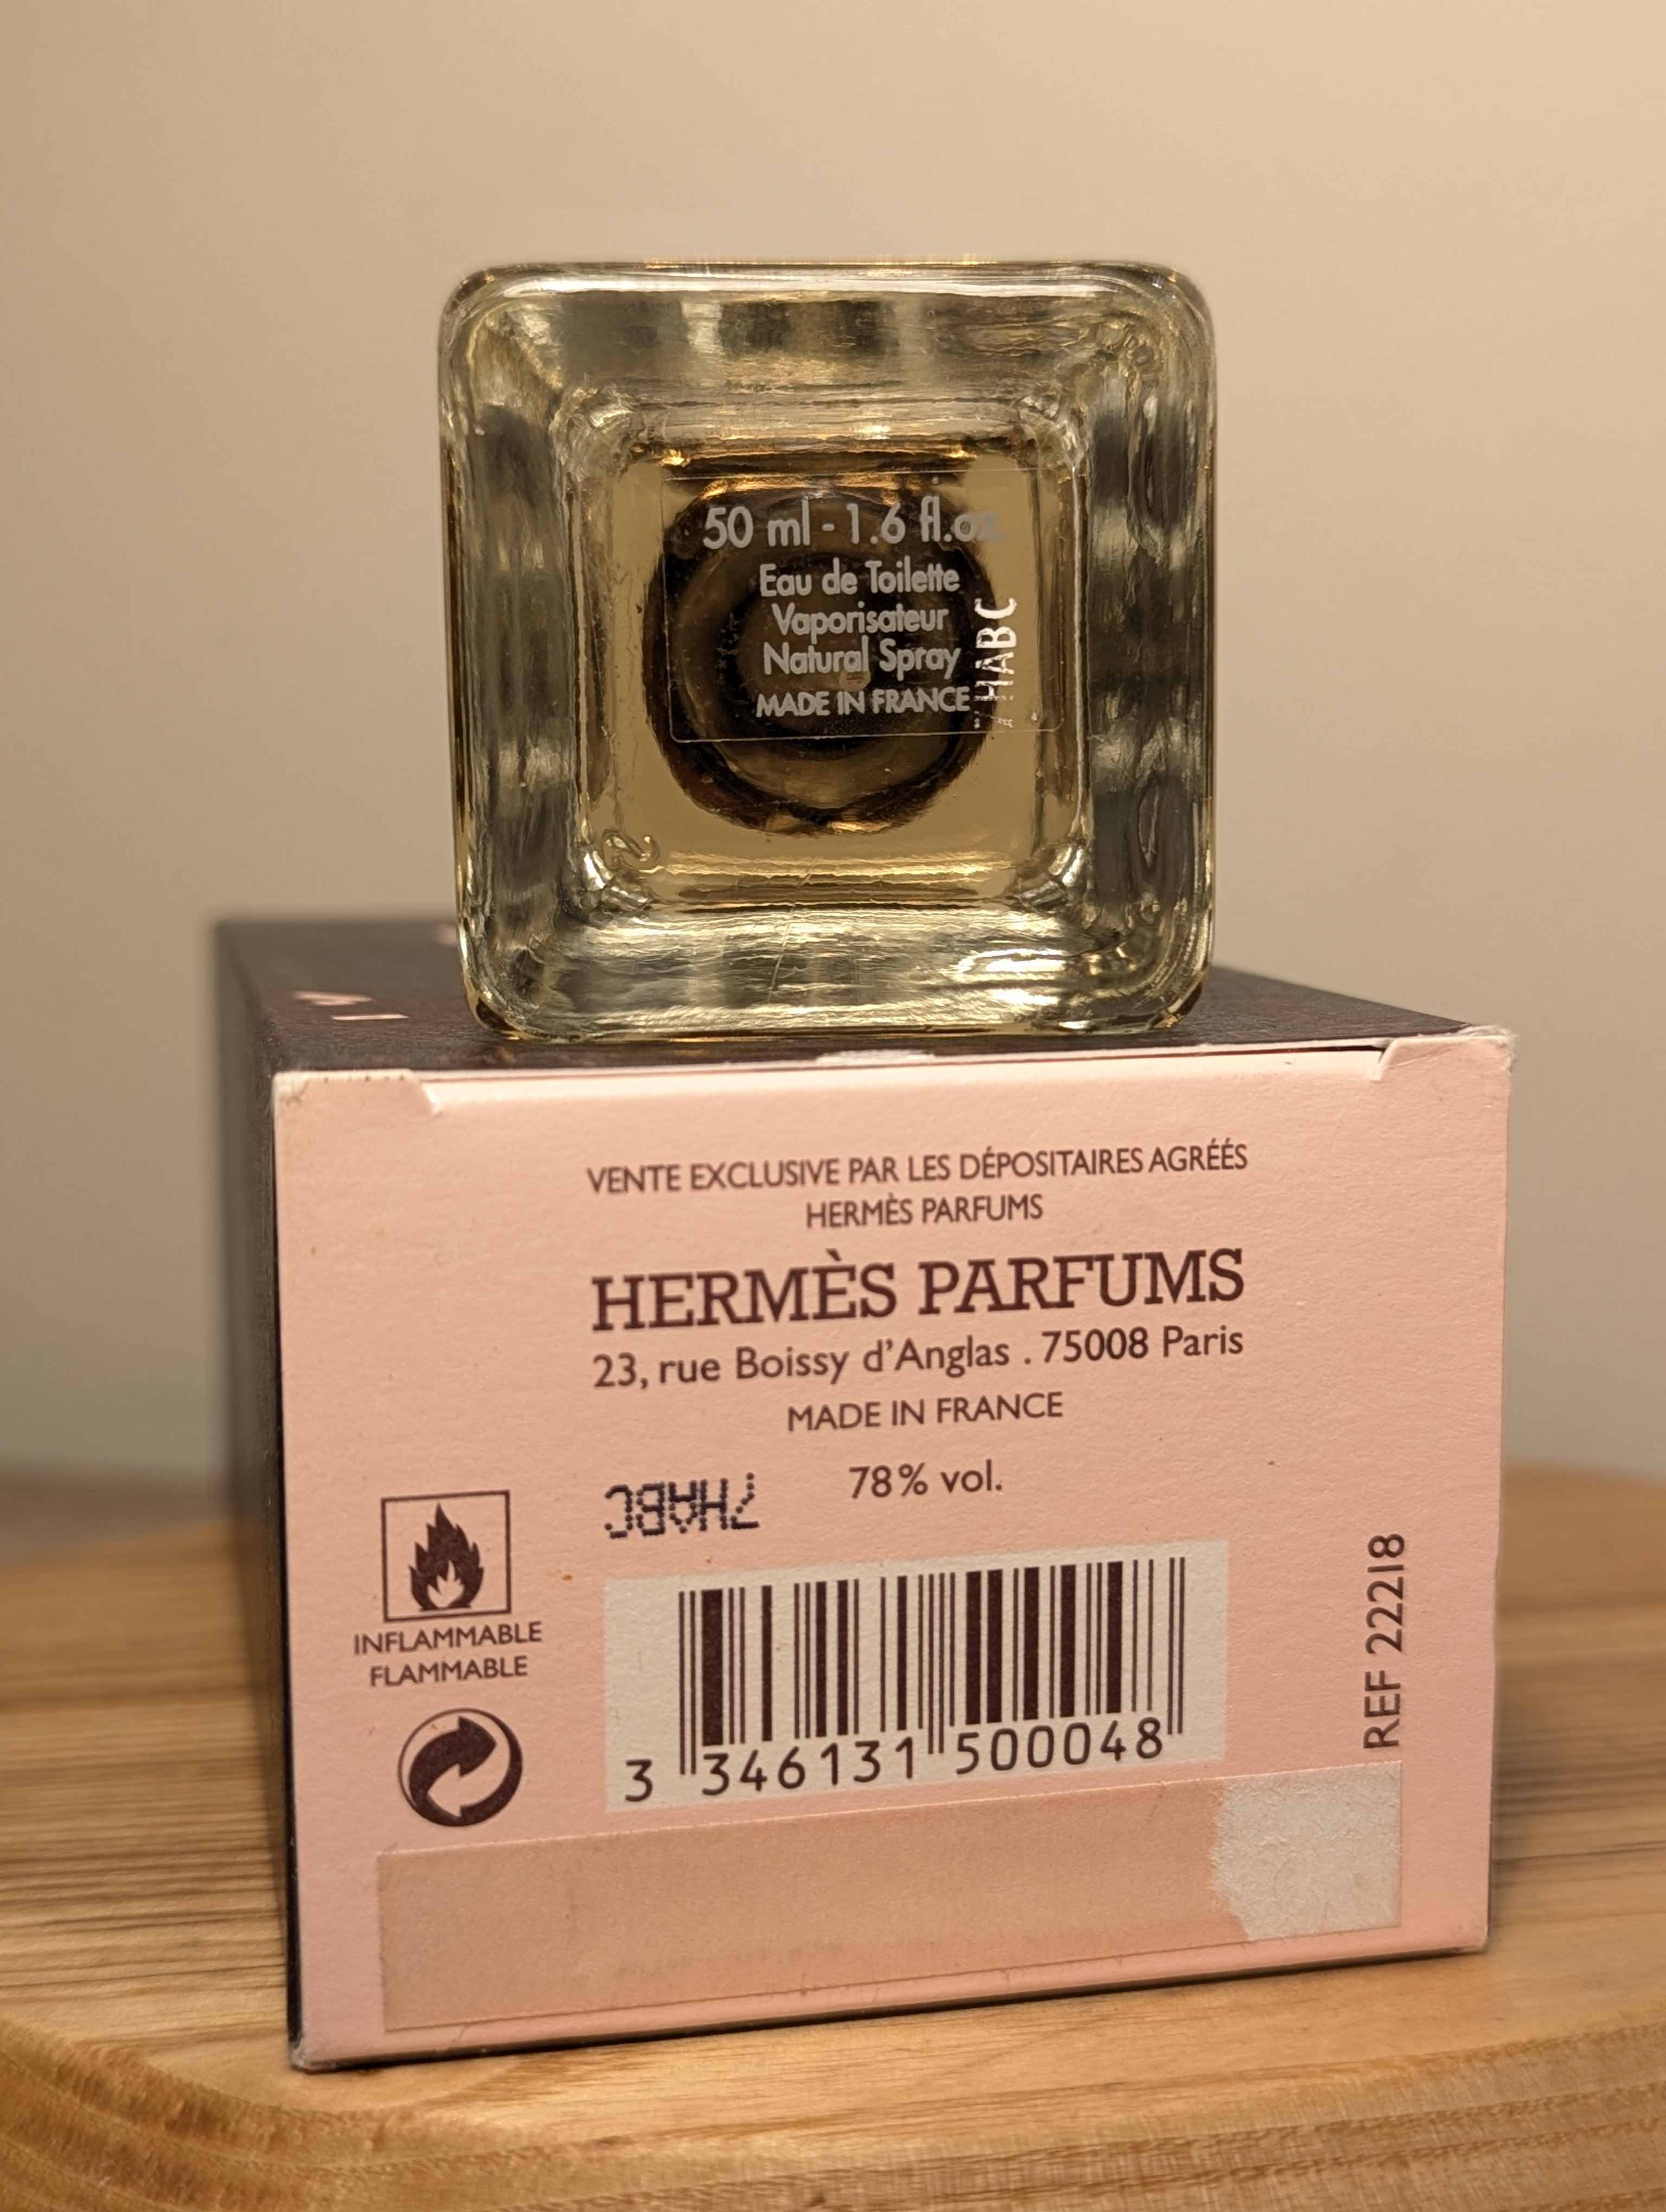 50 ml - 1.6 fl.oz.
Eau de Toilette
Vaporisateur
Natural Spray
MADE IN FRANCE
HABC
VENTE EXCLUSIVE PAR LES DÉPOSITAIRES AGRÉÉS
HERMÈS PARFUMS
HERMÈS PARFUMS
23, rue Boissy d'Anglas . 75008 Paris
MADE IN FRANCE
78% vol.
7HABC
INFLAMMABLE
FLAMMABLE
3 346131 500048
REF 22218